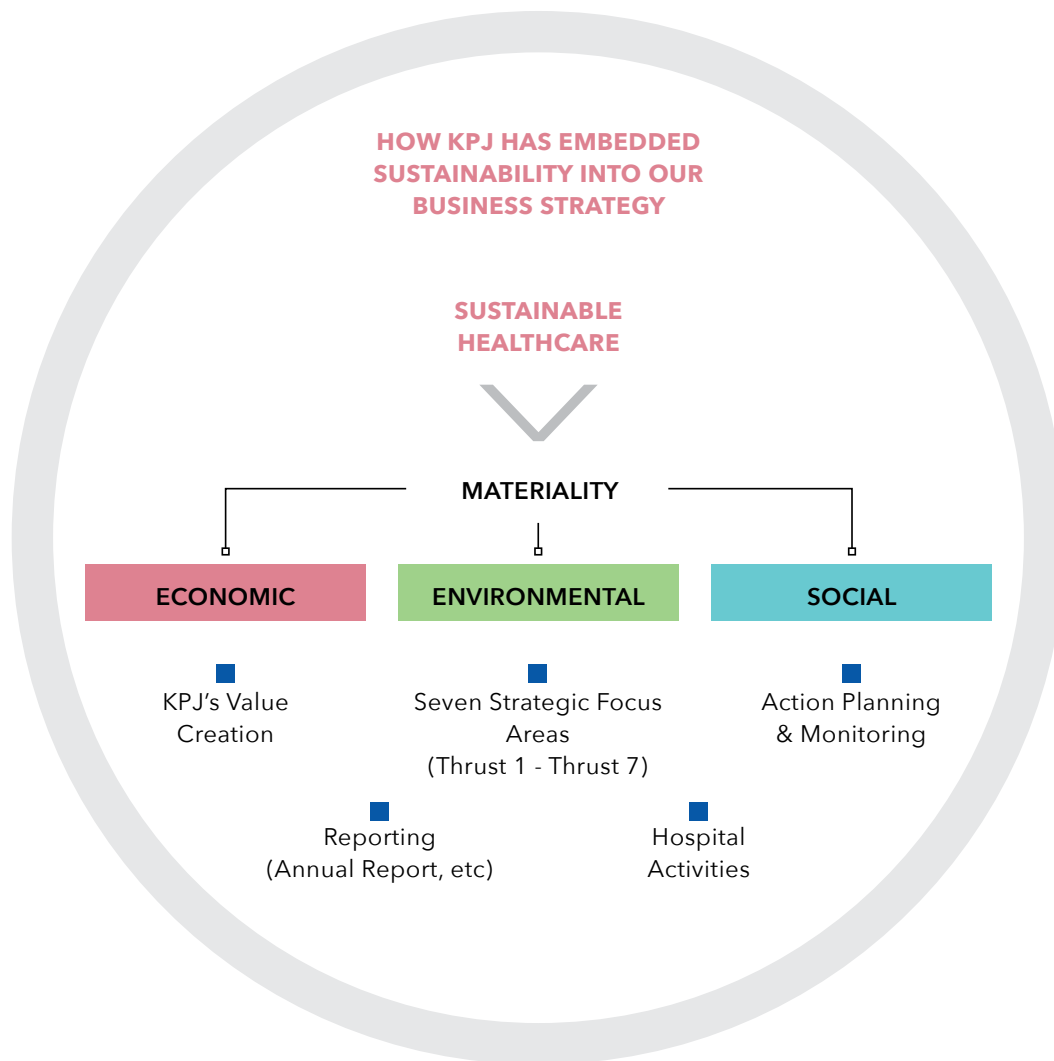 HOW KPJ HAS EMBEDDED
SUSTAINABILITY INTO OUR
BUSINESS STRATEGY
SUSTAINABLE
HEALTHCARE
MATERIALITY
ECONOMIC
ENVIRONMENTAL
SOCIAL
KPJ’s Value
Creation
Seven Strategic Focus
Areas
(Thrust 1 - Thrust 7)
Action Planning
& Monitoring
Reporting
(Annual Report, etc)
Hospital
Activities